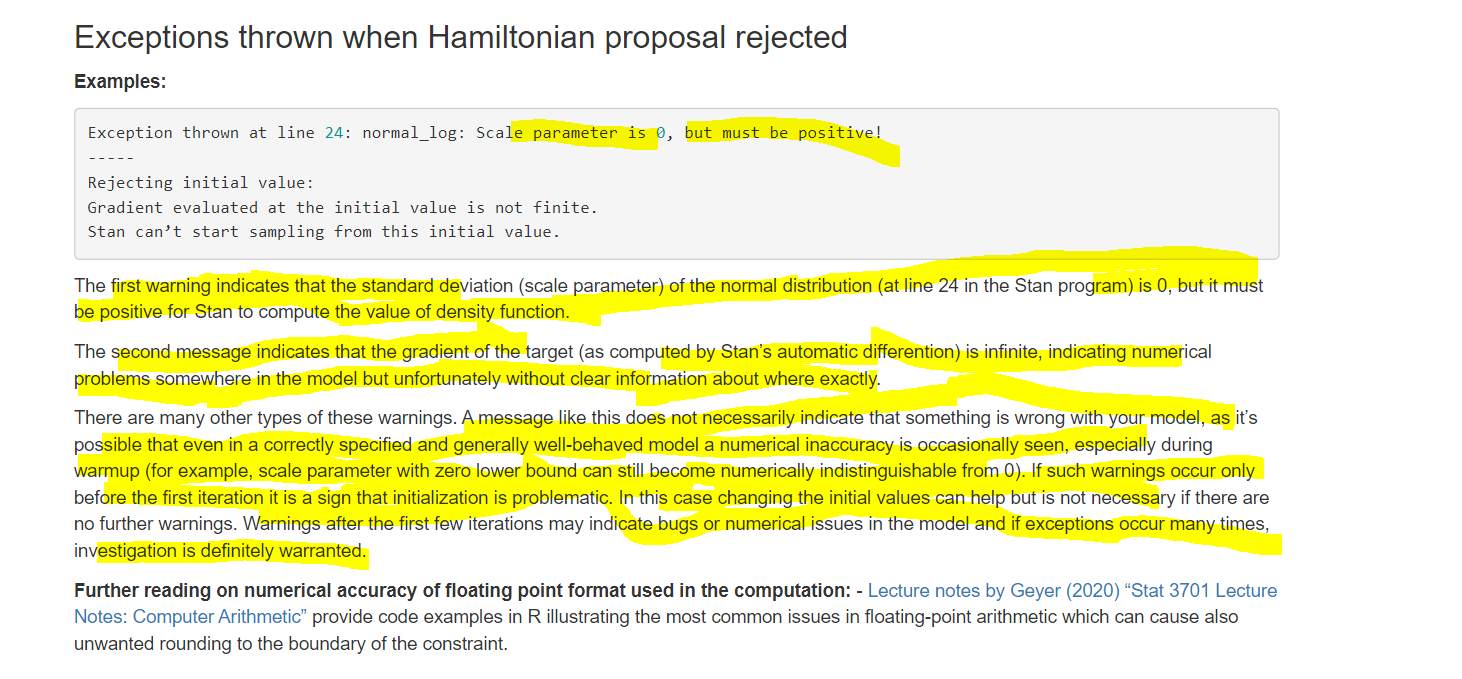 Exceptions thrown when Hamiltonian proposal rejected
Examples:
Exception thrown at line 24: normal_log: Scale parameter is 0, but must be positive!
-----
Rejecting initial value:
Gradient evaluated at the initial value is not finite.
Stan can’t start sampling from this initial value.
The first warning indicates that the standard deviation (scale parameter) of the normal distribution (at line 24 in the Stan program) is 0, but it must
be positive for Stan to compute the value of density function.
The second message indicates that the gradient of the target (as computed by Stan’s automatic differention) is infinite, indicating numerical
problems somewhere in the model but unfortunately without clear information about where exactly.
There are many other types of these warnings. A message like this does not necessarily indicate that something is wrong with your model, as it’s
possible that even in a correctly specified and generally well-behaved model a numerical inaccuracy is occasionally seen, especially during
warmup (for example, scale parameter with zero lower bound can still become numerically indistinguishable from 0). If such warnings occur only
before the first iteration it is a sign that initialization is problematic. In this case changing the initial values can help but is not necessary if there are
no further warnings. Warnings after the first few iterations may indicate bugs or numerical issues in the model and if exceptions occur many times,
investigation is definitely warranted.
Further reading on numerical accuracy of floating point format used in the computation: - Lecture notes by Geyer (2020) “Stat 3701 Lecture
Notes: Computer Arithmetic” provide code examples in R illustrating the most common issues in floating-point arithmetic which can cause also
unwanted rounding to the boundary of the constraint.